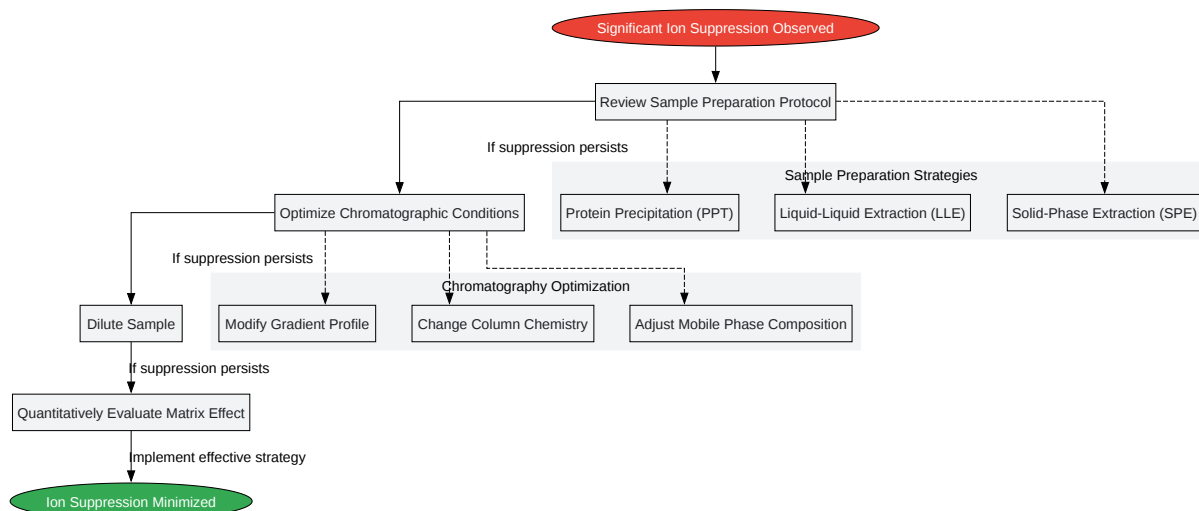 Significant Ion Suppression Observed
Review Sample Preparation Protocol
If suppression persists
Sample Preparation Strategies
Optimize Chromatographic Conditions
Protein Precipitation (PPT)
Liquid-Liquid Extraction (LLE)
Solid-Phase Extraction (SPE)
If suppression persists
Chromatography Optimization
Dilute Sample
Modify Gradient Profile
Change Column Chemistry
Adjust Mobile Phase Composition
If suppression persists
Quantitatively Evaluate Matrix Effect
Implement effective strategy
Ion Suppression Minimized